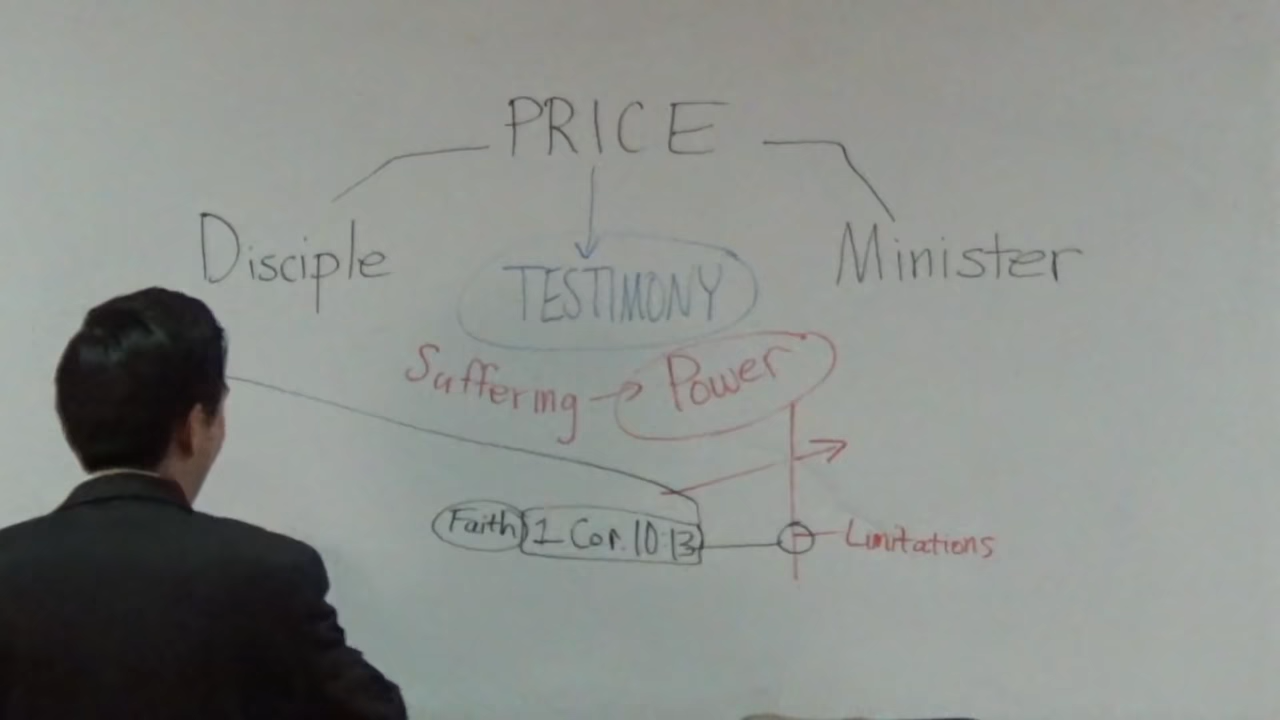 PRICE
Disciple
TESTIMONY
Minister
Suffering → Power
Faith 1 Cor. 10:13
Limitations